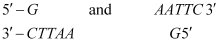 5′ – G and AATTC 3′
3′ – CTTAA G5′